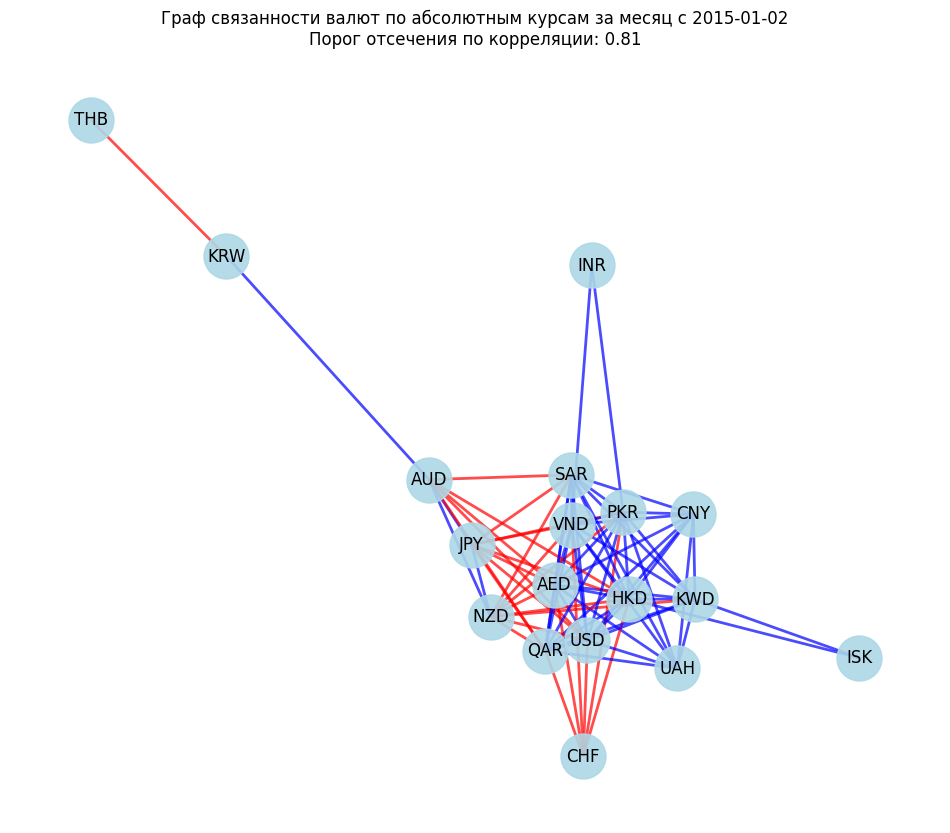 Граф связанности валют по абсолютным курсам за месяц с 2015-01-02
Порог отсечения по корреляции: 0.81
THB
KRW
INR
AUD
SAR
PKR
CNY
VND
JPY
AED
HKD
KWD
NZD
USD
QAR
ISK
UAH
CHF